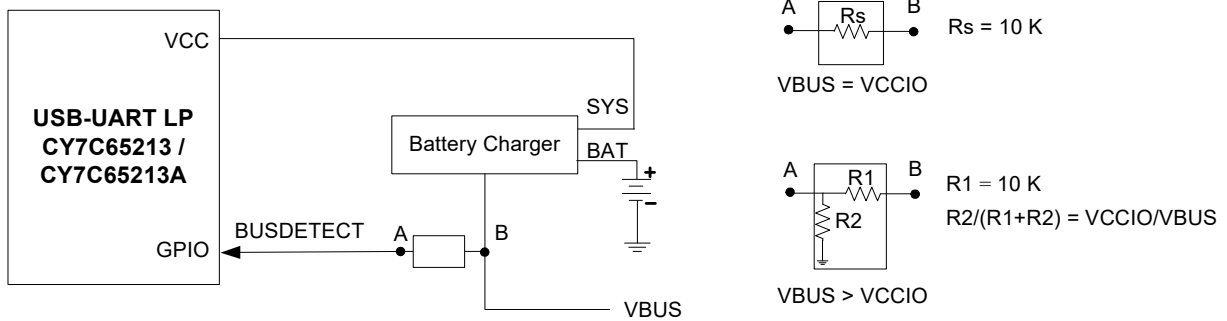 VCC
USB-UART LP
CY7C65213 /
CY7C65213A
GPIO
BUSDETECT
A
B
Battery Charger
SYS
BAT
+
–
VBUS
A
Rs
B
Rs = 10 K
VBUS = VCCIO
A
R1
B
R2
R1 = 10 K
R2/(R1+R2) = VCCIO/VBUS
VBUS > VCCIO